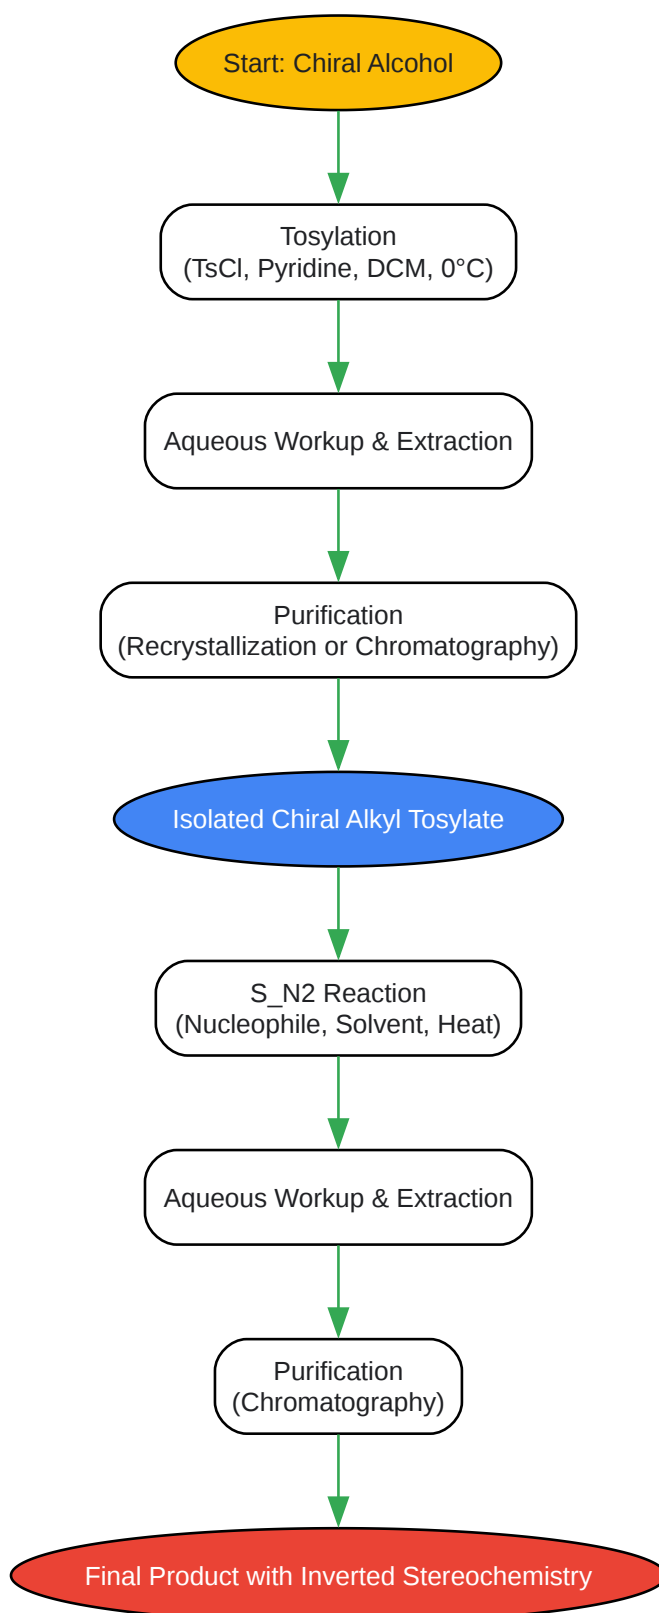 Start: Chiral Alcohol
Tosylation
(TsCl, Pyridine, DCM, 0°C)
Aqueous Workup & Extraction
Purification
(Recrystallization or Chromatography)
Isolated Chiral Alkyl Tosylate
S_N2 Reaction
(Nucleophile, Solvent, Heat)
Aqueous Workup & Extraction
Purification
(Chromatography)
Final Product with Inverted Stereochemistry